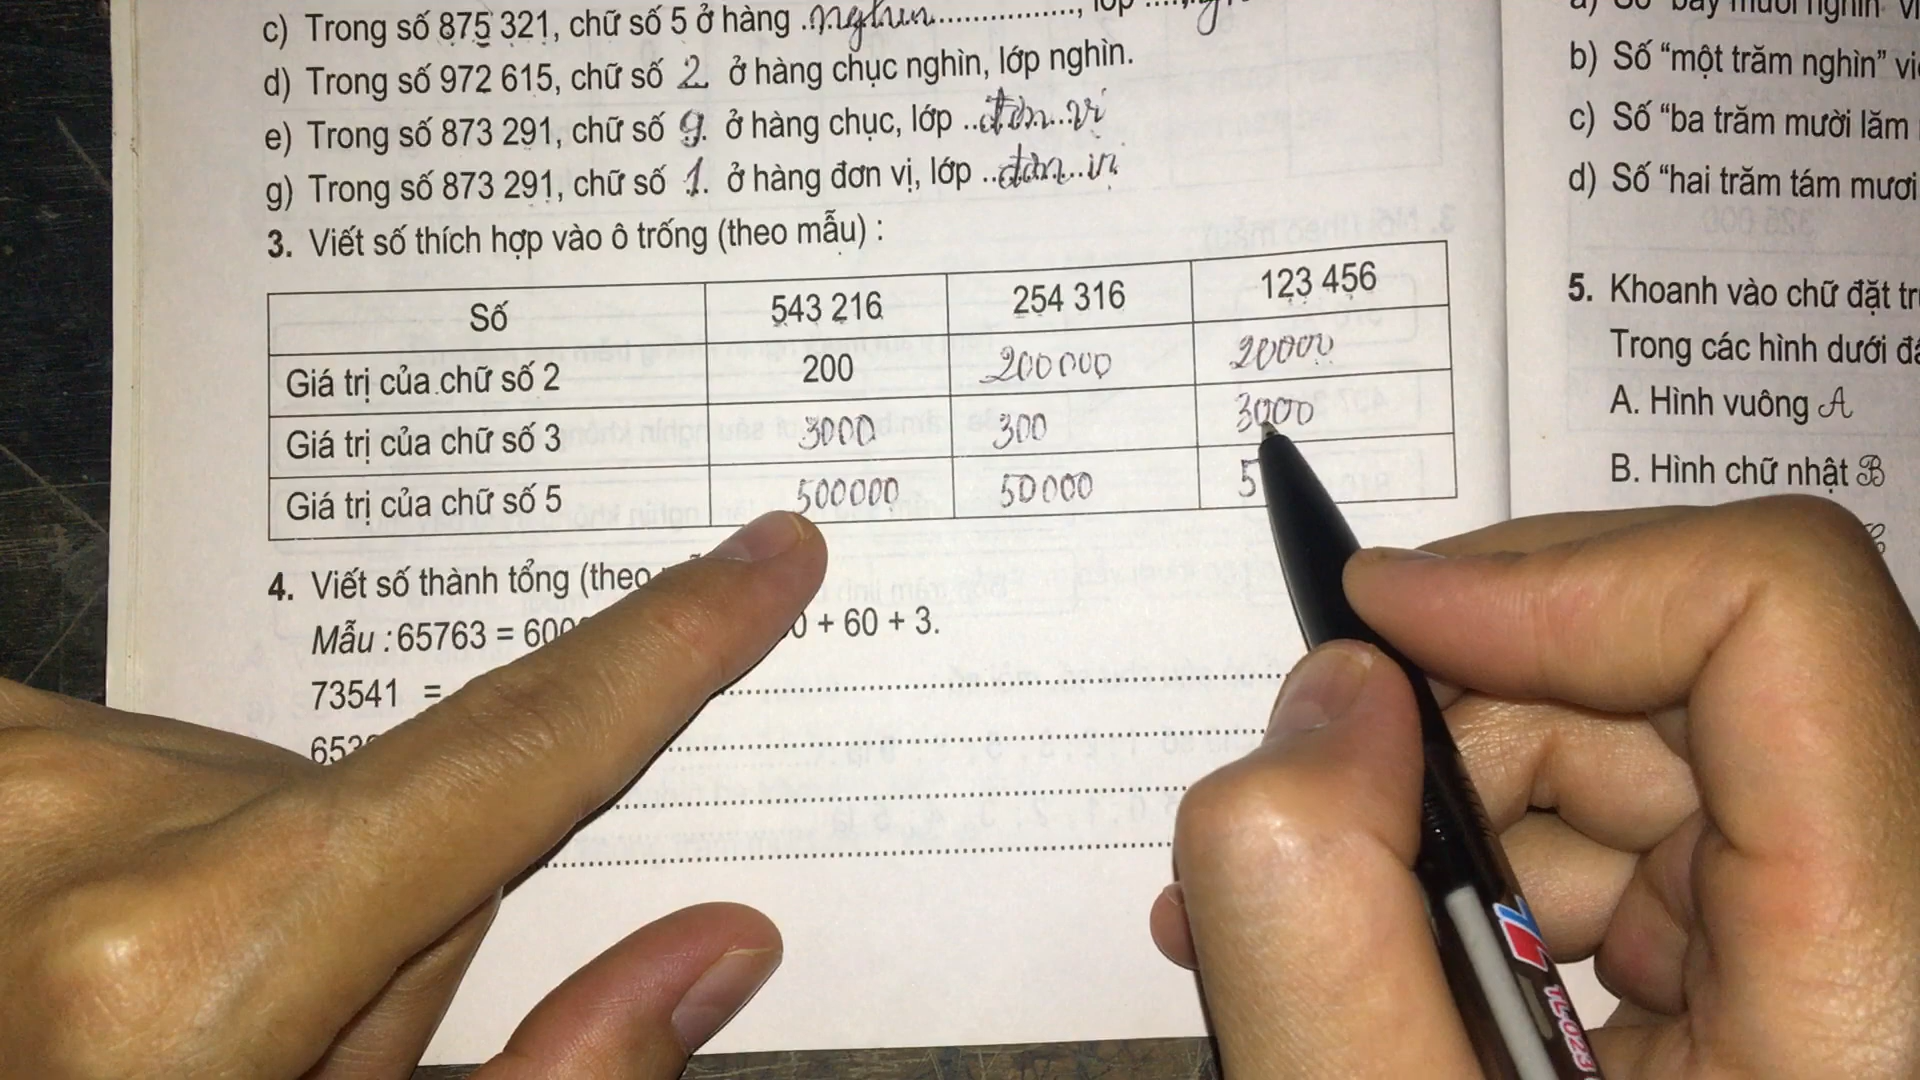 c) Trong số 875 321, chữ số 5 ở hàng ..nghìn................., lớp
d) Trong số 972 615, chữ số 2 ở hàng chục nghìn, lớp nghìn.
e) Trong số 873 291, chữ số 9. ở hàng chục, lớp ..đơn..vị
g) Trong số 873 291, chữ số .1. ở hàng đơn vị, lớp ..đơn..vị
3. Viết số thích hợp vào ô trống (theo mẫu) :
Số 543 216 254 316 123 456
Giá trị của chữ số 2 200 200000 20000
Giá trị của chữ số 3 3000 300 3000
Giá trị của chữ số 5 500000 50000 5
4. Viết số thành tổng (theo
Mẫu : 65763 = 600 0 + 60 + 3.
73541 =
653
b) Số “một trăm nghìn”
c) Số “ba trăm mười lăm
d) Số “hai trăm tám mươi
5. Khoanh vào chữ đặt
Trong các hình dưới
A. Hình vuông A
B. Hình chữ nhật B
TL-023